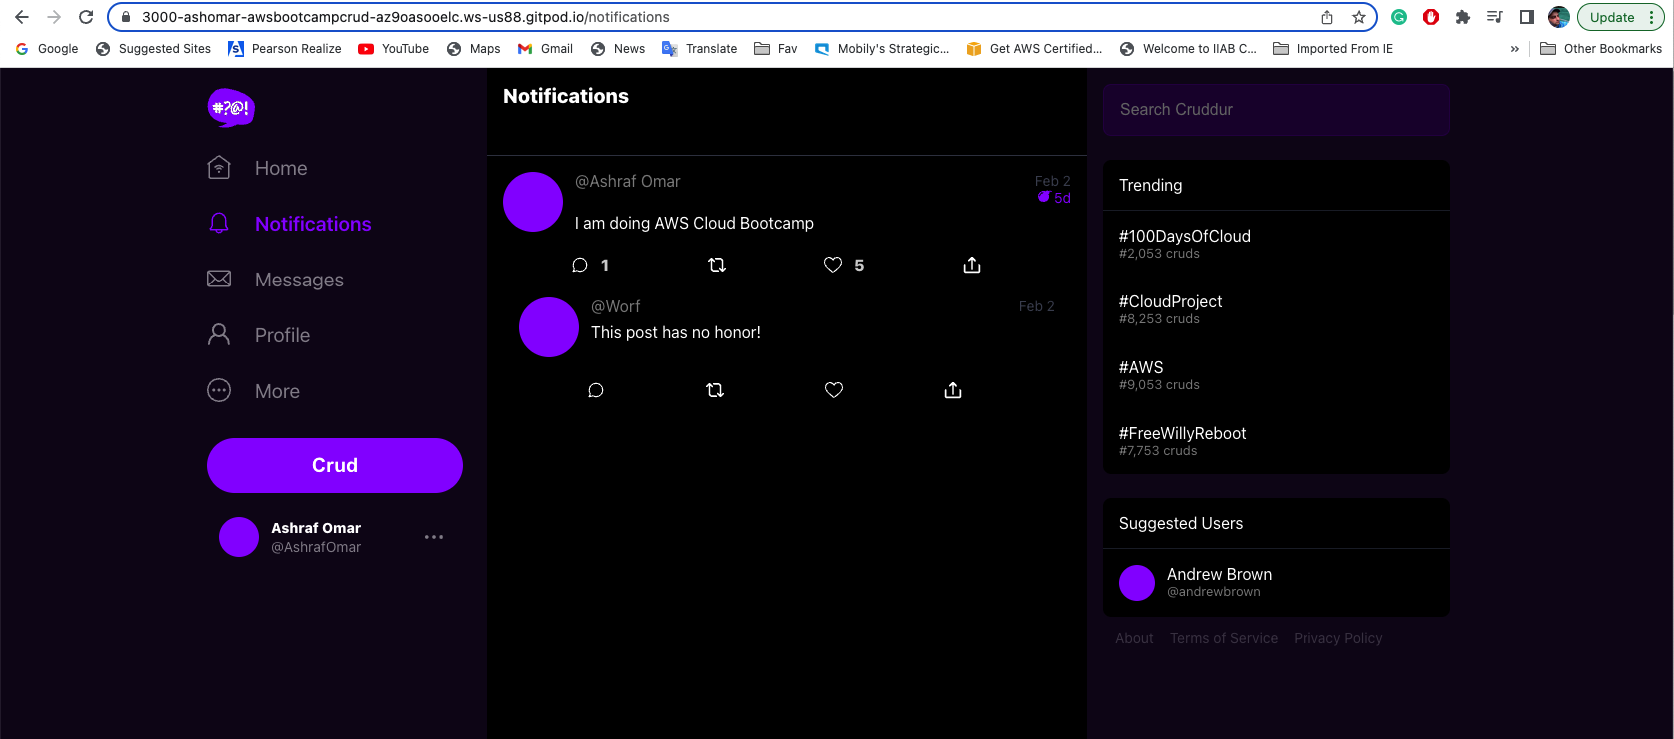 3000-ashomar-awsbootcampcrud-az9oasooelc.ws-us88.gitpod.io/notifications
Update
Google
Suggested Sites
Pearson Realize
YouTube
Maps
Gmail
News
Translate
Fav
Mobily's Strategic...
Get AWS Certified...
Welcome to IIAB C...
Imported From IE
»
Other Bookmarks
#?@!
Home
Notifications
Messages
Profile
More
Crud
Ashraf Omar
@AshrafOmar
Notifications
@Ashraf Omar
Feb 2
5d
I am doing AWS Cloud Bootcamp
1
5
@Worf
Feb 2
This post has no honor!
Search Cruddur
Trending
#100DaysOfCloud
#2,053 cruds
#CloudProject
#8,253 cruds
#AWS
#9,053 cruds
#FreeWillyReboot
#7,753 cruds
Suggested Users
Andrew Brown
@andrewbrown
About
Terms of Service
Privacy Policy